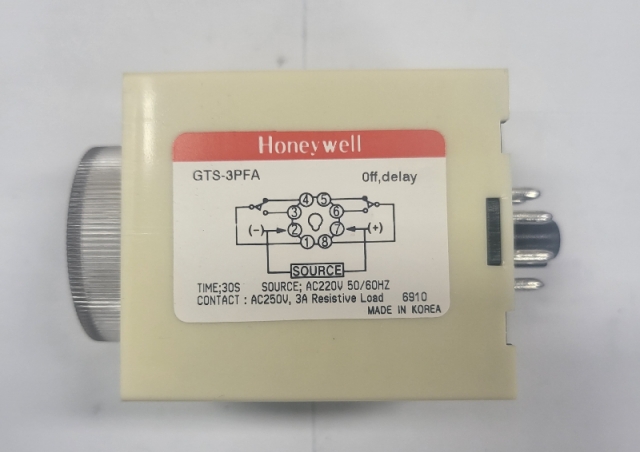 Honeywell
GTS-3PFA Off,delay
4 5
3 6
(-) 2 7 (+)
1 8
SOURCE
TIME;30S SOURCE; AC220V 50/60HZ
CONTACT : AC250V, 3A Resistive Load 6910
MADE IN KOREA